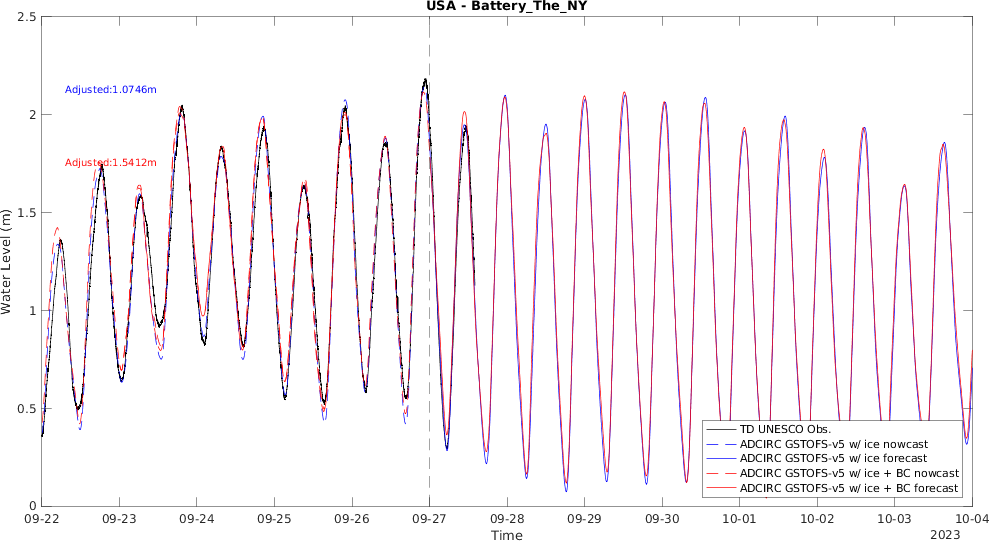 USA - Battery_The_NY
2.5
Adjusted:1.0746m
2
Adjusted:1.5412m
1.5
Water Level (m)
1
0.5
TD UNESCO Obs.
ADCIRC GSTOFS-v5 w/ ice nowcast
ADCIRC GSTOFS-v5 w/ ice forecast
ADCIRC GSTOFS-v5 w/ ice + BC nowcast
ADCIRC GSTOFS-v5 w/ ice + BC forecast
0
09-22 09-23 09-24 09-25 09-26 09-27 09-28 09-29 09-30 10-01 10-02 10-03 10-04
Time
2023